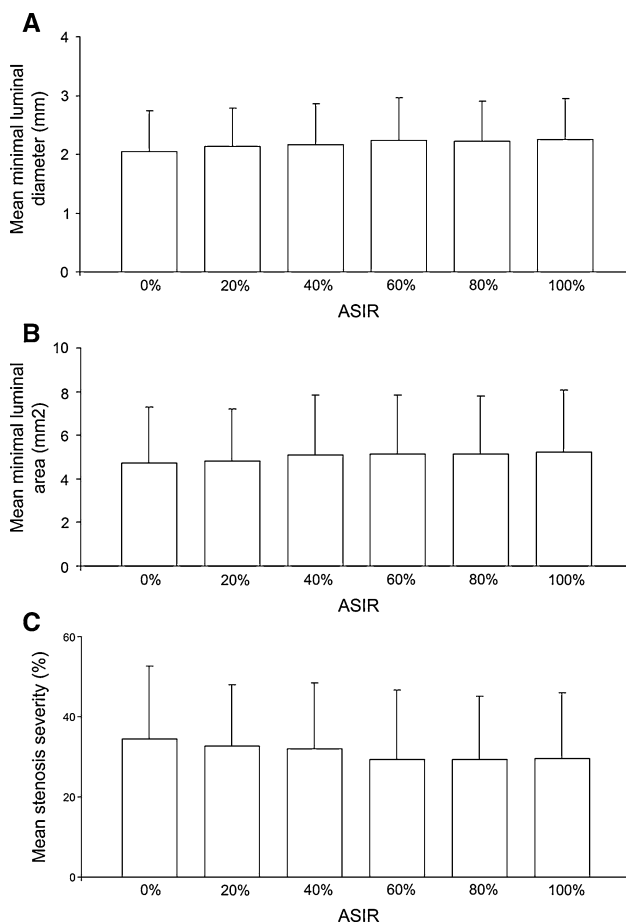 A
Mean minimal luminal
diameter (mm)
4
3
2
1
0
0% 20% 40% 60% 80% 100%
ASIR
B
Mean minimal luminal
area (mm2)
10
8
6
4
2
0
0% 20% 40% 60% 80% 100%
ASIR
C
Mean stenosis severity (%)
60
40
20
0
0% 20% 40% 60% 80% 100%
ASIR